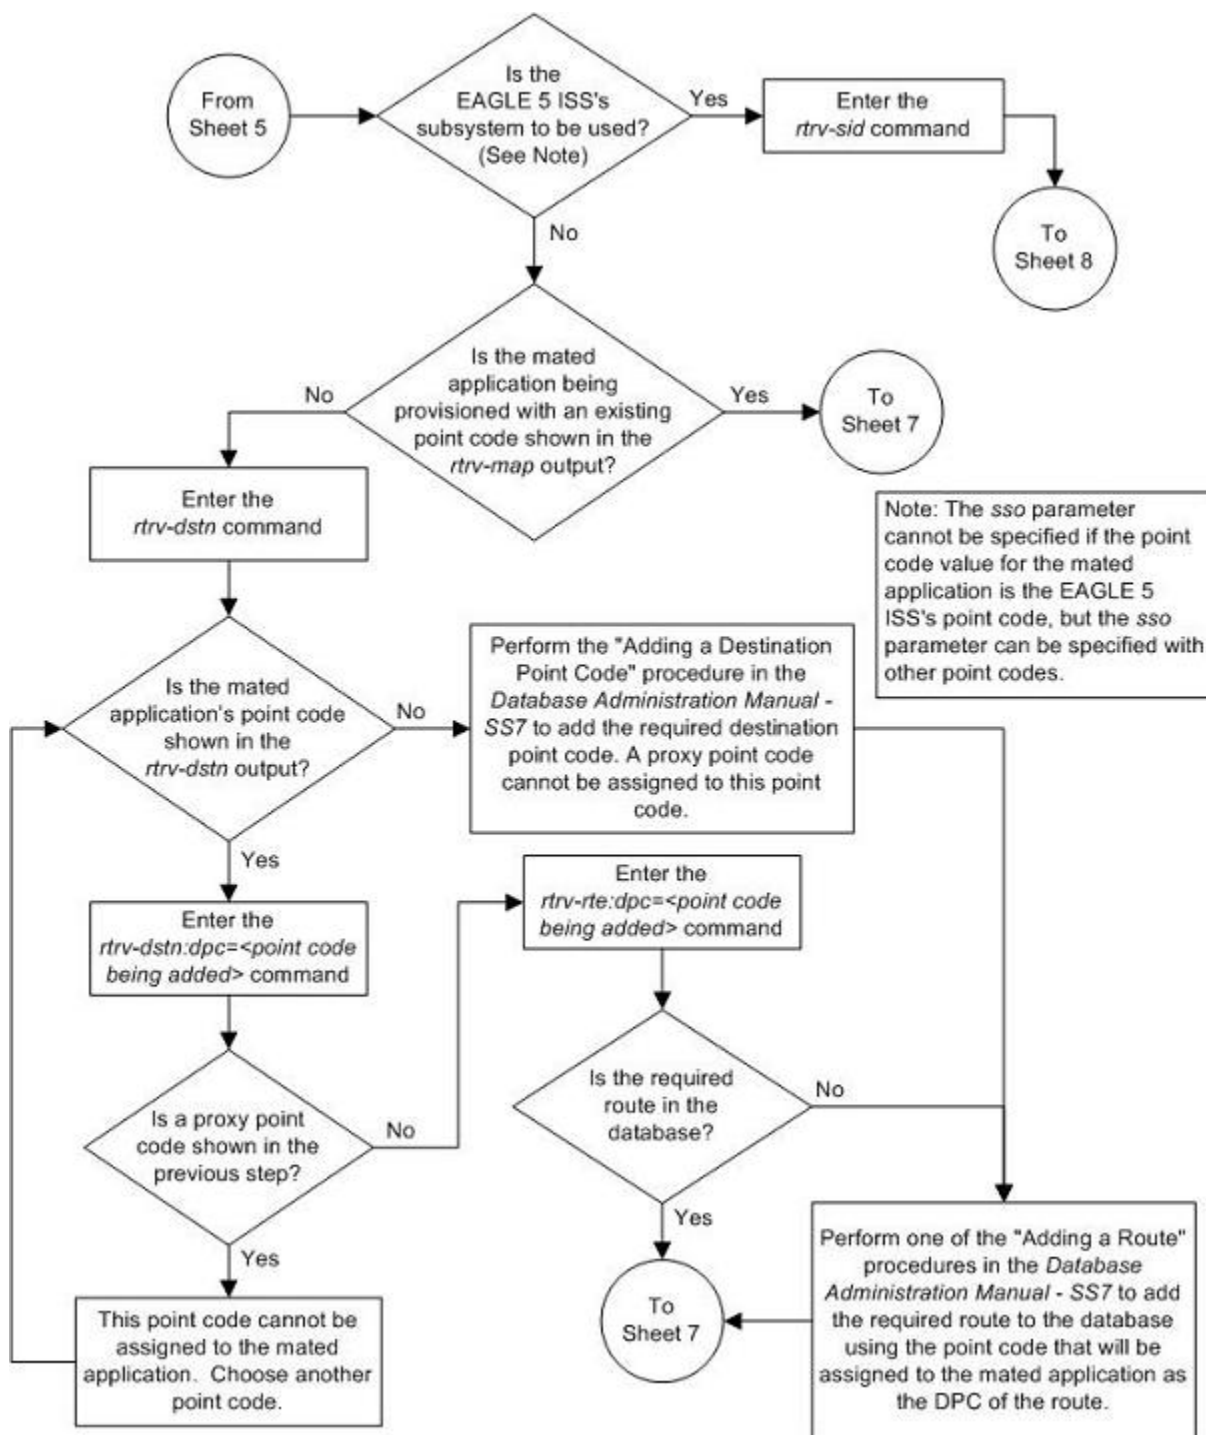 From
Sheet 5
Is the
EAGLE 5 ISS's
subsystem to be used?
(See Note)
Yes
Enter the
rtrv-sid command
To
Sheet 8
No
Is the mated
application being
provisioned with an existing
point code shown in the
rtrv-map output?
Yes
To
Sheet 7
No
Enter the
rtrv-dstn command
Note: The sso parameter
cannot be specified if the point
code value for the mated
application is the EAGLE 5
ISS's point code, but the sso
parameter can be specified with
other point codes.
Is the mated
application's point code
shown in the
rtrv-dstn output?
No
Perform the "Adding a Destination
Point Code" procedure in the
Database Administration Manual -
SS7 to add the required destination
point code. A proxy point code
cannot be assigned to this point
code.
Yes
Enter the
rtrv-dstn:dpc=<point code
being added> command
Enter the
rtrv-rte:dpc=<point code
being added> command
Is a proxy point
code shown in the
previous step?
No
Is the required
route in the
database?
No
Yes
Yes
This point code cannot be
assigned to the mated
application. Choose another
point code.
To
Sheet 7
Perform one of the "Adding a Route"
procedures in the Database
Administration Manual - SS7 to add
the required route to the database
using the point code that will be
assigned to the mated application as
the DPC of the route.